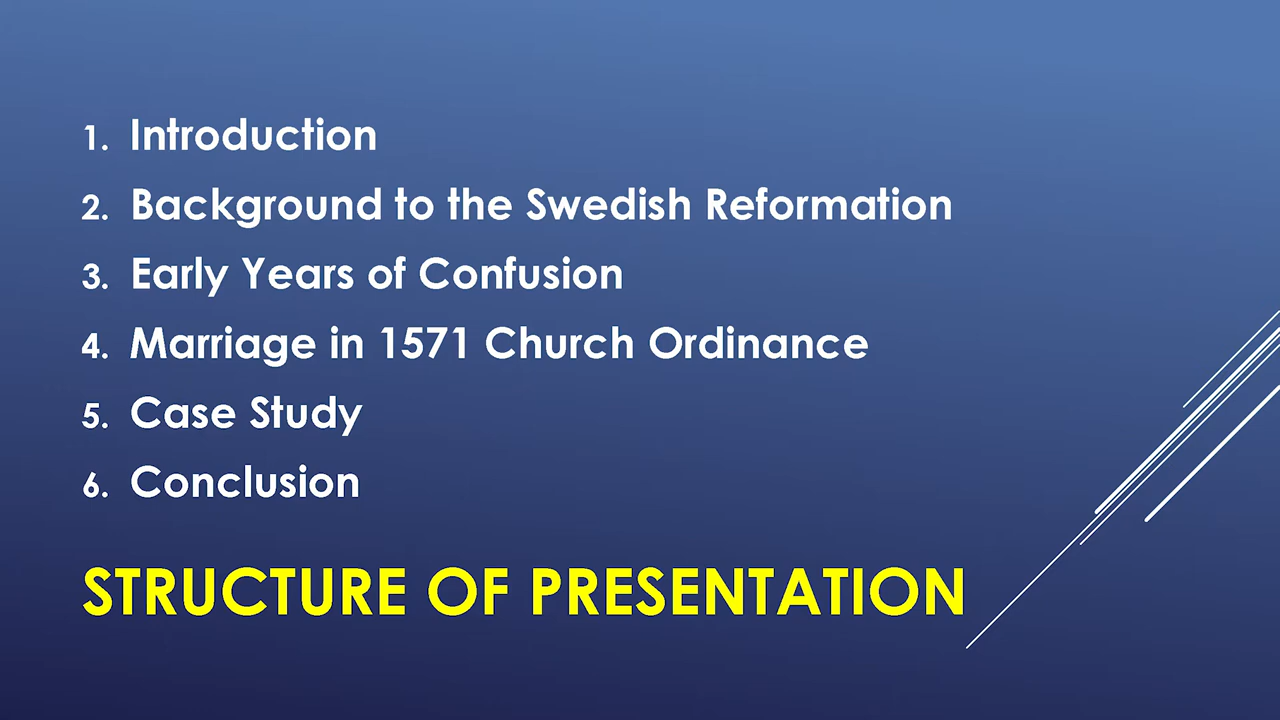 1. Introduction
2. Background to the Swedish Reformation
3. Early Years of Confusion
4. Marriage in 1571 Church Ordinance
5. Case Study
6. Conclusion
STRUCTURE OF PRESENTATION